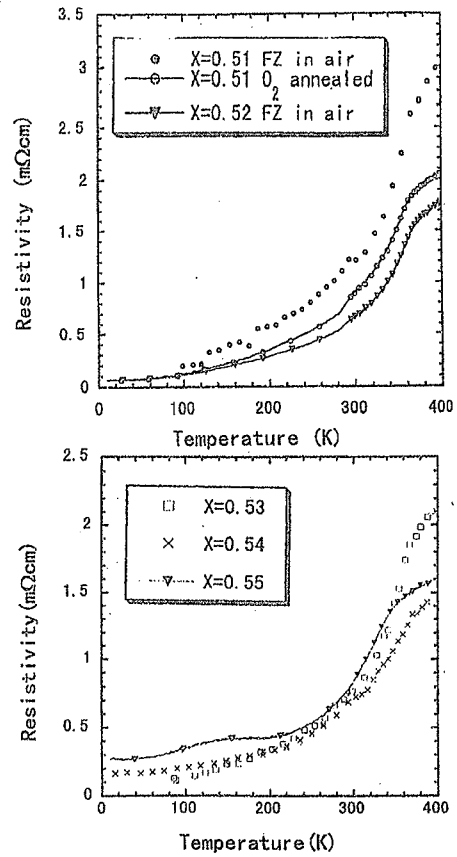 3.5
3
2.5
2
1.5
1
0.5
0
X=0.51 FZ in air
X=0.51 O2 annealed
X=0.52 FZ in air
Resistivity (mΩcm)
0 100 200 300 400
Temperature (K)
2.5
2
1.5
1
0.5
0
X=0.53
X=0.54
X=0.55
Resistivity(mΩcm)
0 100 200 300 400
Temperature(K)